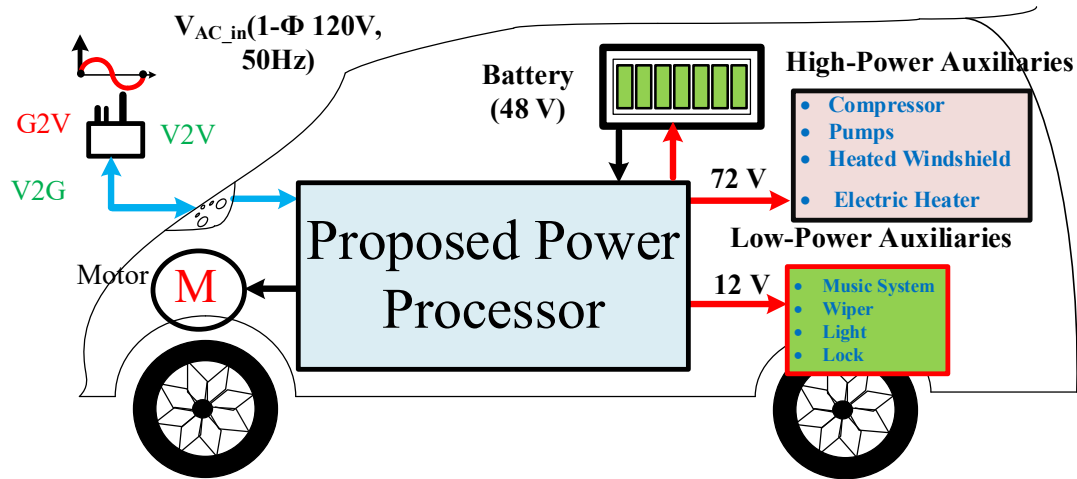 V_AC_in(1-Φ 120V,
50Hz)
G2V
V2V
V2G
Battery
(48 V)
High-Power Auxiliaries
• Compressor
• Pumps
• Heated Windshield
• Electric Heater
72 V
Low-Power Auxiliaries
12 V
• Music System
• Wiper
• Light
• Lock
Proposed Power
Processor
Motor
M